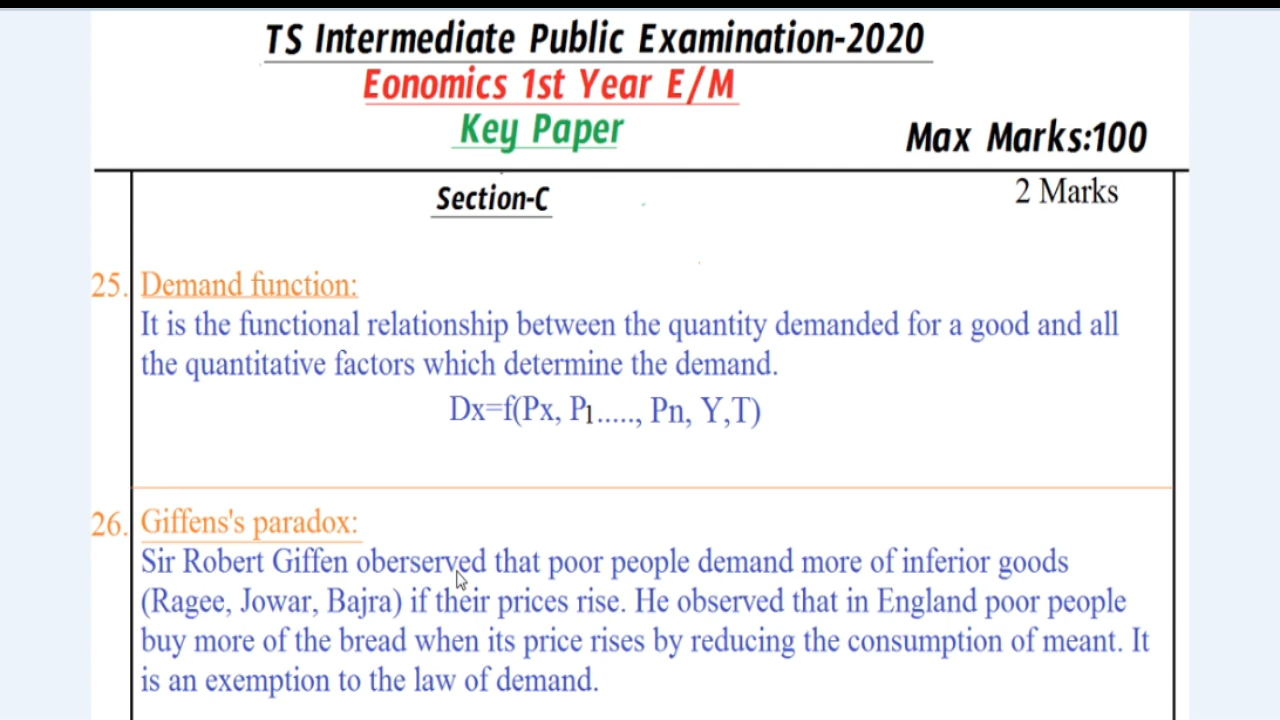 TS Intermediate Public Examination-2020
Eonomics 1st Year E/M
Key Paper
Max Marks:100
Section-C
2 Marks
25. Demand function:
It is the functional relationship between the quantity demanded for a good and all
the quantitative factors which determine the demand.
Dx=f(Px, P1....., Pn, Y,T)
26. Giffens's paradox:
Sir Robert Giffen oberserved that poor people demand more of inferior goods
(Ragee, Jowar, Bajra) if their prices rise. He observed that in England poor people
buy more of the bread when its price rises by reducing the consumption of meant. It
is an exemption to the law of demand.